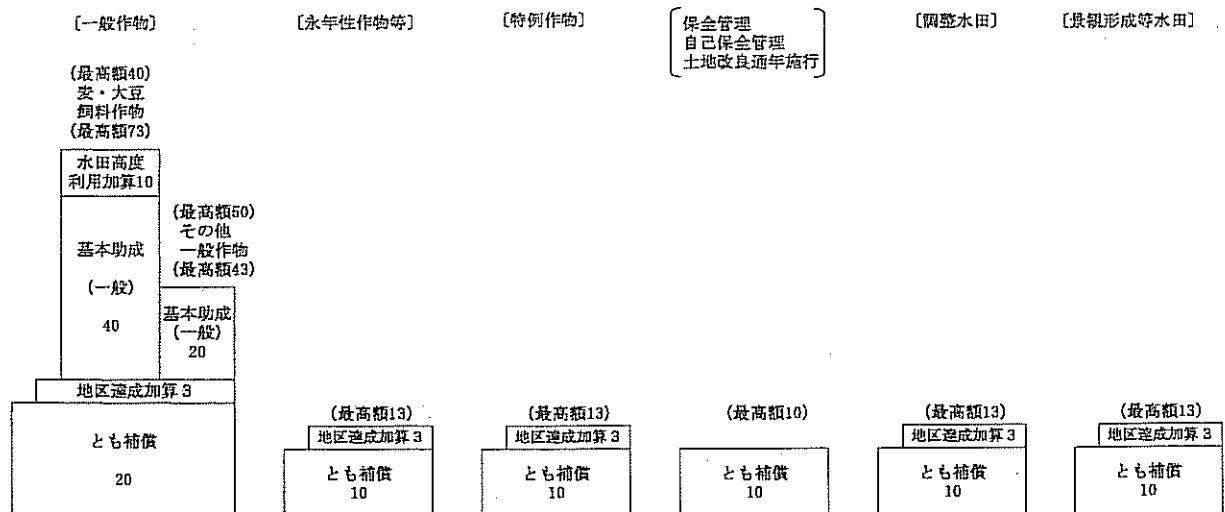 〔一般作物〕
〔永年性作物等〕
〔特例作物〕
保全管理
自己保全管理
土地改良通年施行
〔調整水田〕
〔景観形成等水田〕
(最高額40)
麦・大豆
飼料作物
(最高額73)
水田高度
利用加算10
基本助成
(一般)
40
(最高額50)
その他
一般作物
(最高額43)
基本助成
(一般)
20
地区達成加算3
とも補償
20
(最高額13)
地区達成加算3
とも補償
10
(最高額13)
地区達成加算3
とも補償
10
(最高額10)
とも補償
10
(最高額13)
地区達成加算3
とも補償
10
(最高額13)
地区達成加算3
とも補償
10